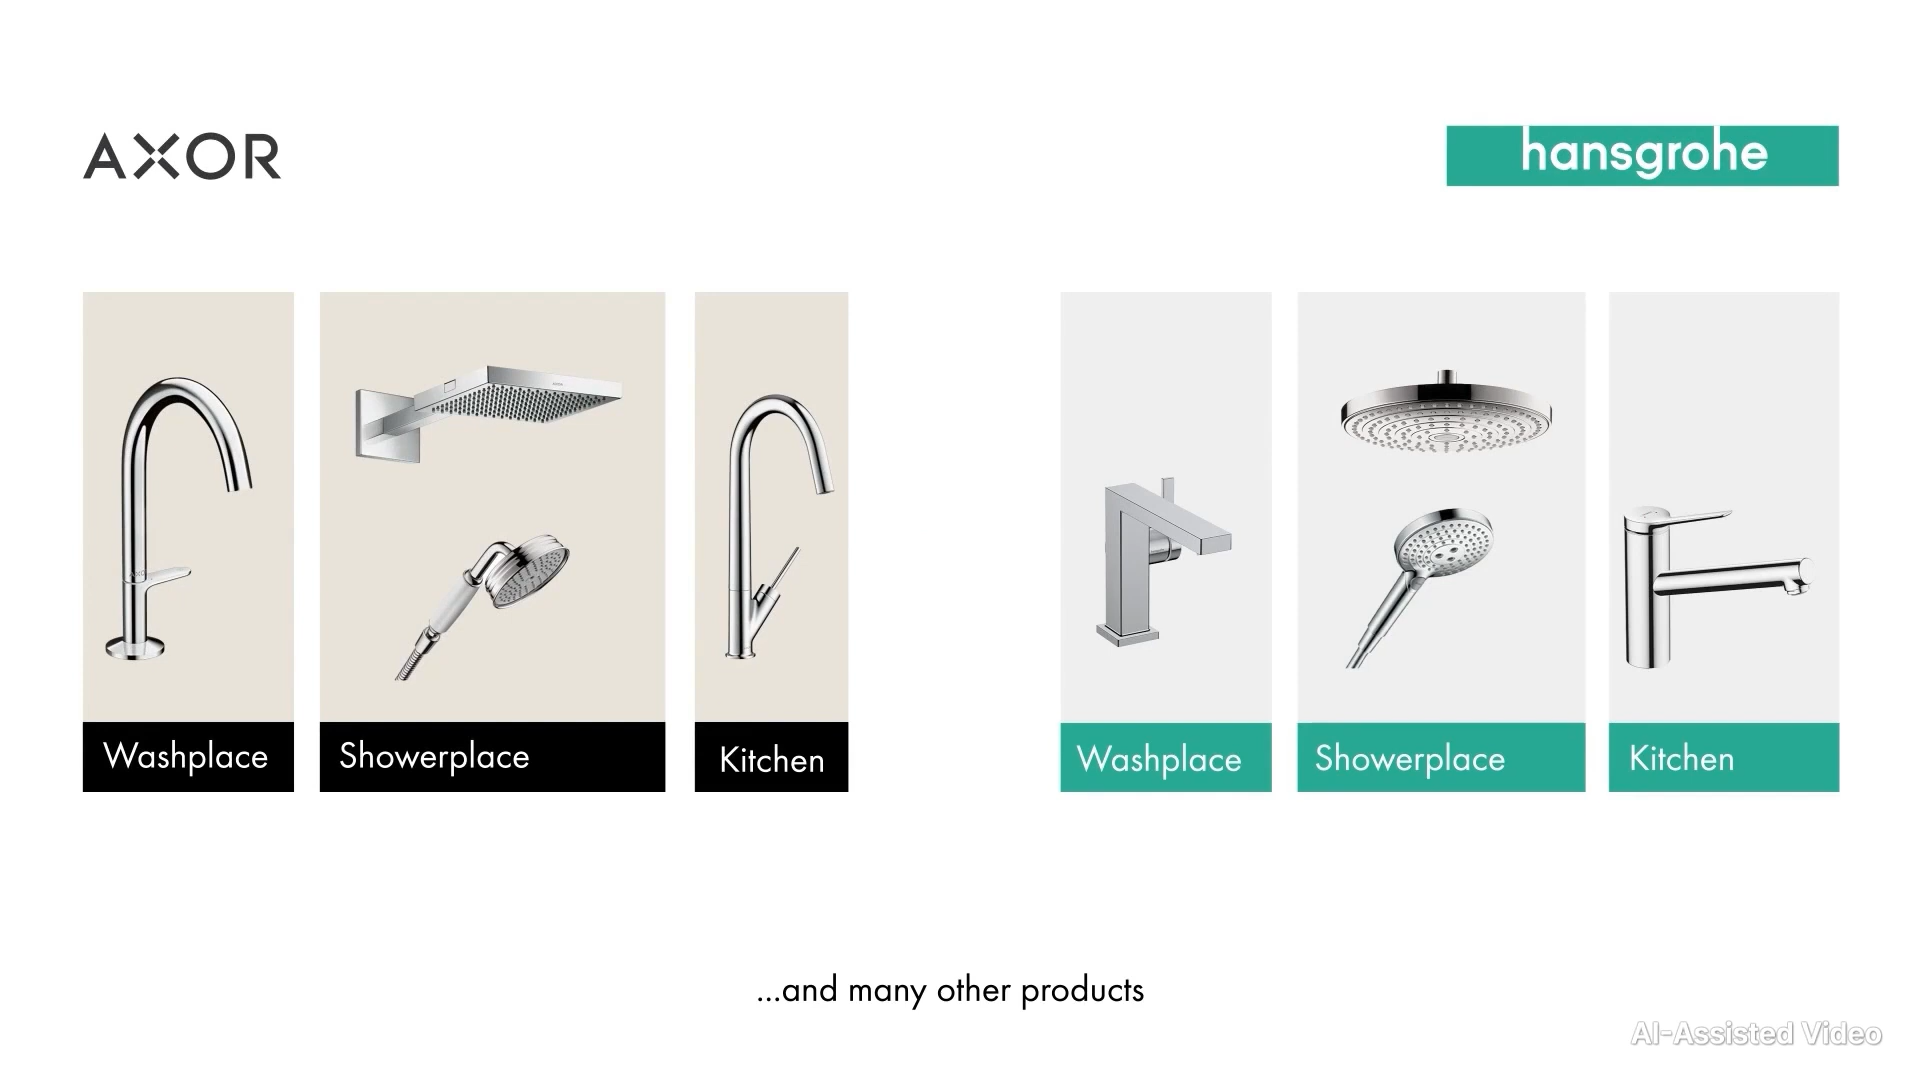 AXOR
hansgrohe
Washplace
Showerplace
Kitchen
Washplace
Showerplace
Kitchen
...and many other products
AI-Assisted Video